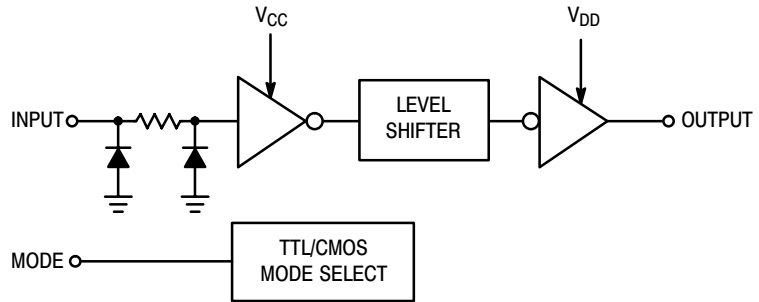 VCC
VDD
INPUT
LEVEL
SHIFTER
OUTPUT
MODE
TTL/CMOS
MODE SELECT